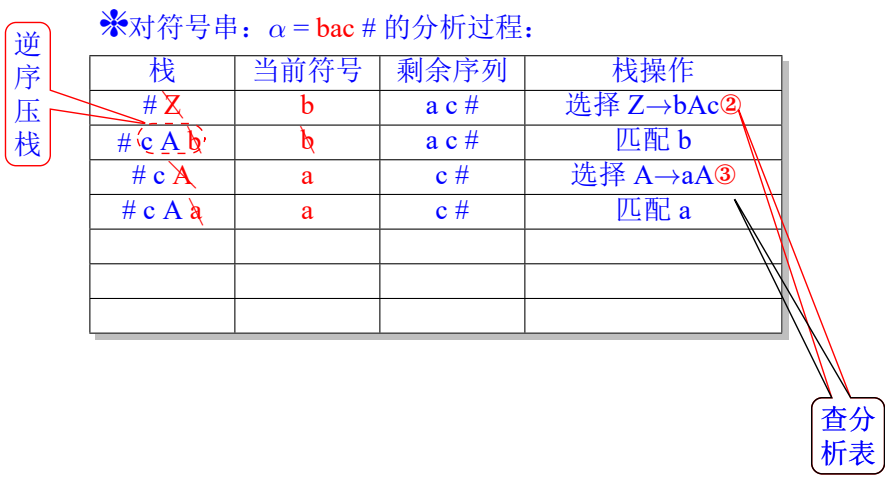 ❉对符号串：α = bac # 的分析过程：
逆序压栈
栈 当前符号 剩余序列 栈操作
# Z b a c # 选择 Z→bAc②
# c A b b a c # 匹配 b
# c A a c # 选择 A→aA③
# c A a a c # 匹配 a
查分
析表